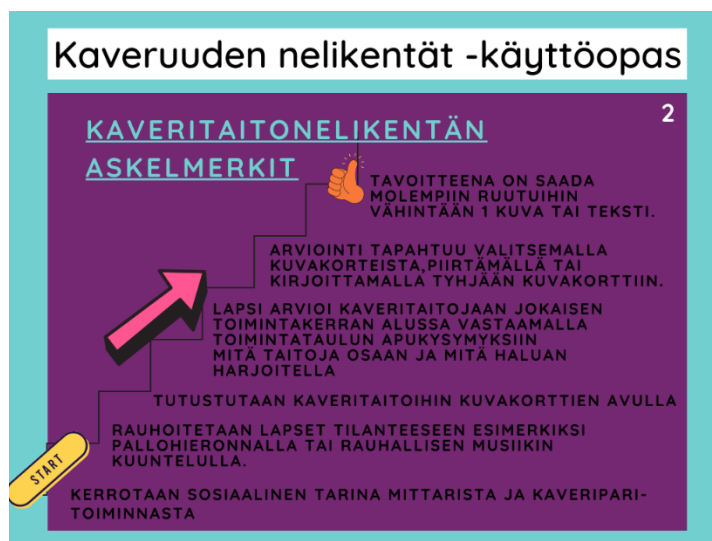 Kaveruuden nelikentät -käyttöopas
2
KAVERITAITONELIKENTÄN
ASKELMERKIT
TAVOITTEENA ON SAADA
MOLEMPIIN RUUTUIHIN
VÄHINTÄÄN 1 KUVA TAI TEKSTI.
ARVIOINTI TAPAHTUU VALITSEMALLA
KUVAKORTEISTA,PIIRTÄMÄLLÄ TAI
KIRJOITTAMALLA TYHJÄÄN KUVAKORTTIIN.
LAPSI ARVIOI KAVERITAITOJAAN JOKAISEN
TOIMINTAKERRAN ALUSSA VASTAAMALLA
TOIMINTATAULUN APUKYSYMYKSIIN
MITÄ TAITOJA OSAAN JA MITÄ HALUAN
HARJOITELLA
TUTUSTUTAAN KAVERITAITOIHIN KUVAKORTTIEN AVULLA
RAUHOITETAAN LAPSET TILANTEESEEN ESIMERKIKSI
PALLOHIERONNALLA TAI RAUHALLISEN MUSIIKIN
KUUNTELULLA.
START
KERROTAAN SOSIAALINEN TARINA MITTARISTA JA KAVERIPARI-
TOIMINNASTA